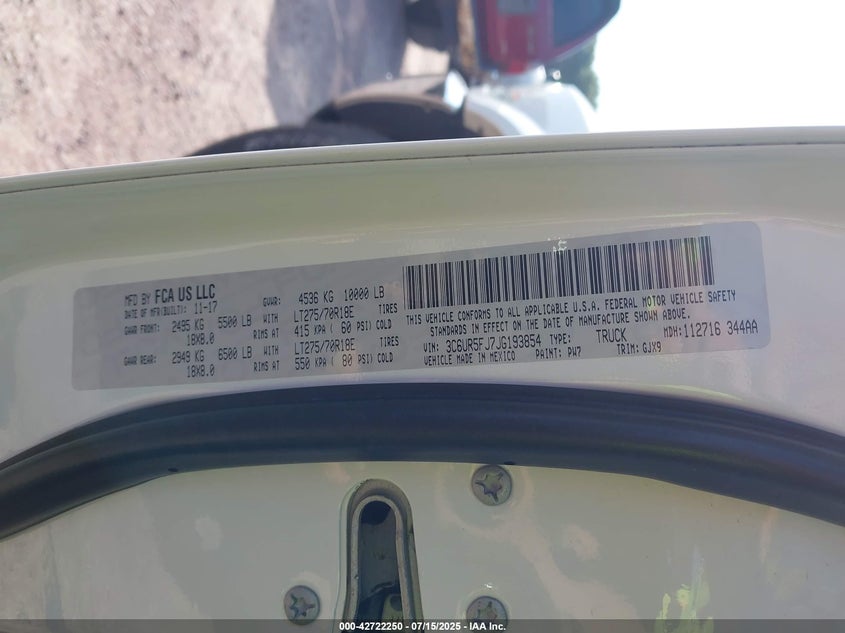 MFD BY FCA US LLC
DATE OF MFR(BUILT): 11-17 GVWR: 4536 KG 10000 LB
GAWR FRONT: 2495 KG 5500 LB WITH LT275/70R18E TIRES
18X8.0 RIMS AT 415 KPA ( 60 PSI) COLD
GAWR REAR: 2949 KG 6500 LB WITH LT275/70R18E TIRES
18X8.0 RIMS AT 550 KPA ( 80 PSI) COLD
THIS VEHICLE CONFORMS TO ALL APPLICABLE U.S.A. FEDERAL MOTOR VEHICLE SAFETY
STANDARDS IN EFFECT ON THE DATE OF MANUFACTURE SHOWN ABOVE.
VIN: 3C6UR5FJ7JG193854 TYPE: TRUCK MDH: 112716 344AA
VEHICLE MADE IN MEXICO PAINT: PW7 TRIM: GJX9
000-42722250 - 07/15/2025 - IAA Inc.